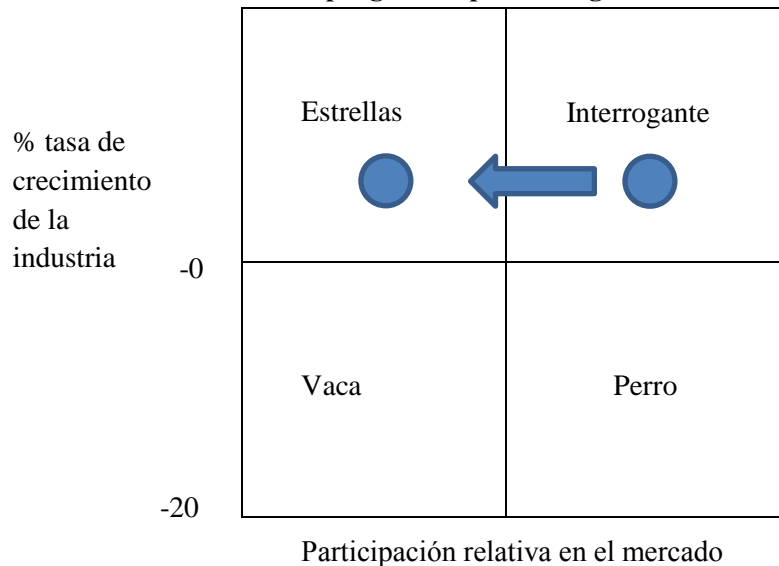 Estrellas
Interrogante
% tasa de
crecimiento
de la
industria
-0
Vaca
Perro
-20
Participación relativa en el mercado